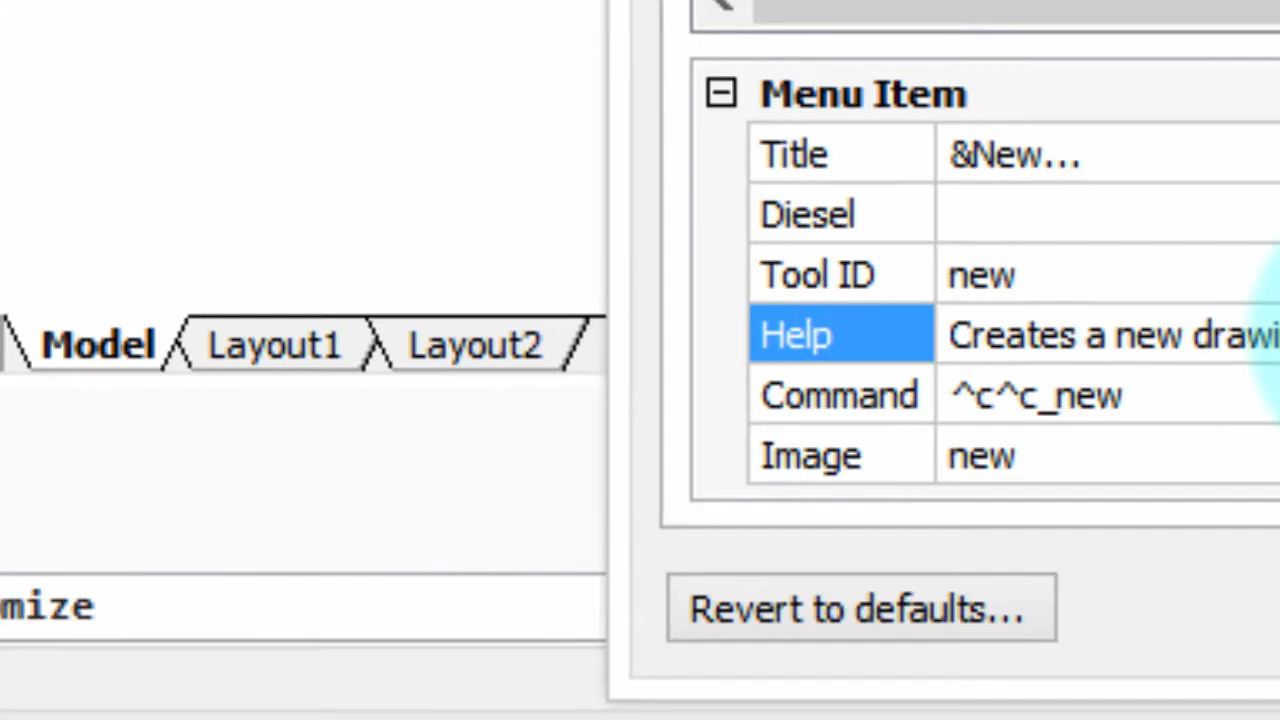 Menu Item
Title &New...
Diesel
Tool ID new
Help Creates a new
Command ^c^c_new
Image new
Model Layout1 Layout2
mize
Revert to defaults...